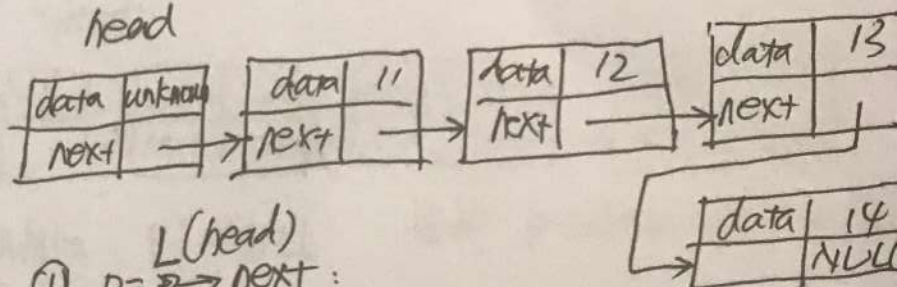 head
data unknow data 11 data 12 data 13
next next next next
data 14
NULL
L(head)
① p= → next: